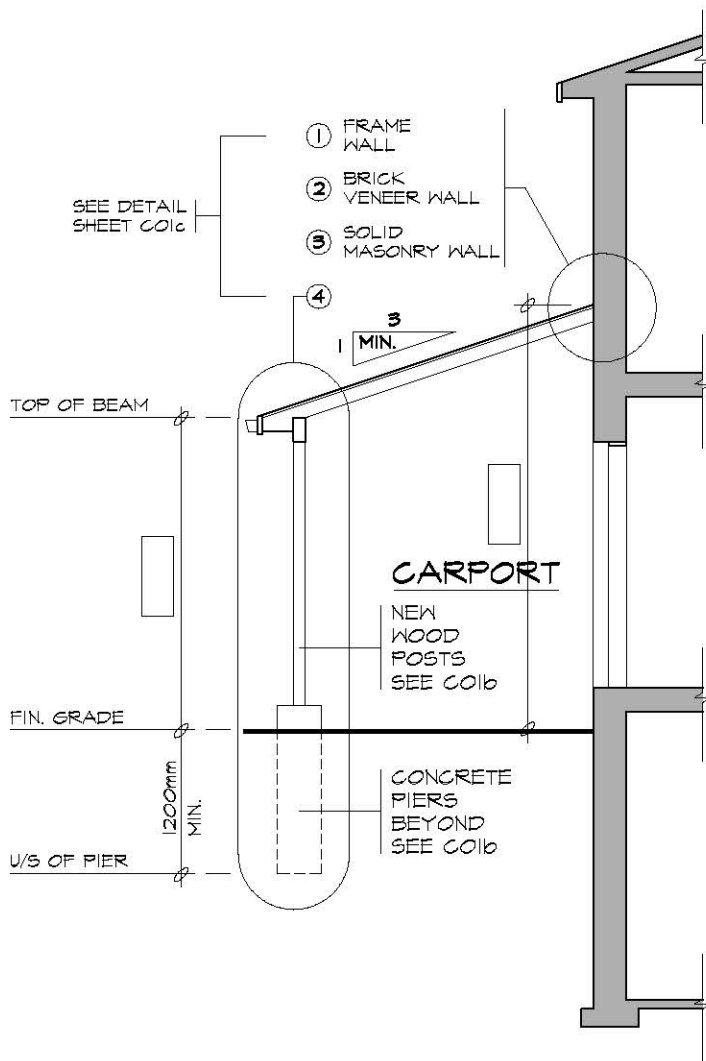 1 FRAME
WALL
2 BRICK
VENEER WALL
3 SOLID
MASONRY WALL
SEE DETAIL
SHEET C01c
4
3
1 MIN.
TOP OF BEAM
CARPORT
NEW
WOOD
POSTS
SEE C01b
FIN. GRADE
1200mm
MIN.
CONCRETE
PIERS
BEYOND
SEE C01b
U/S OF PIER